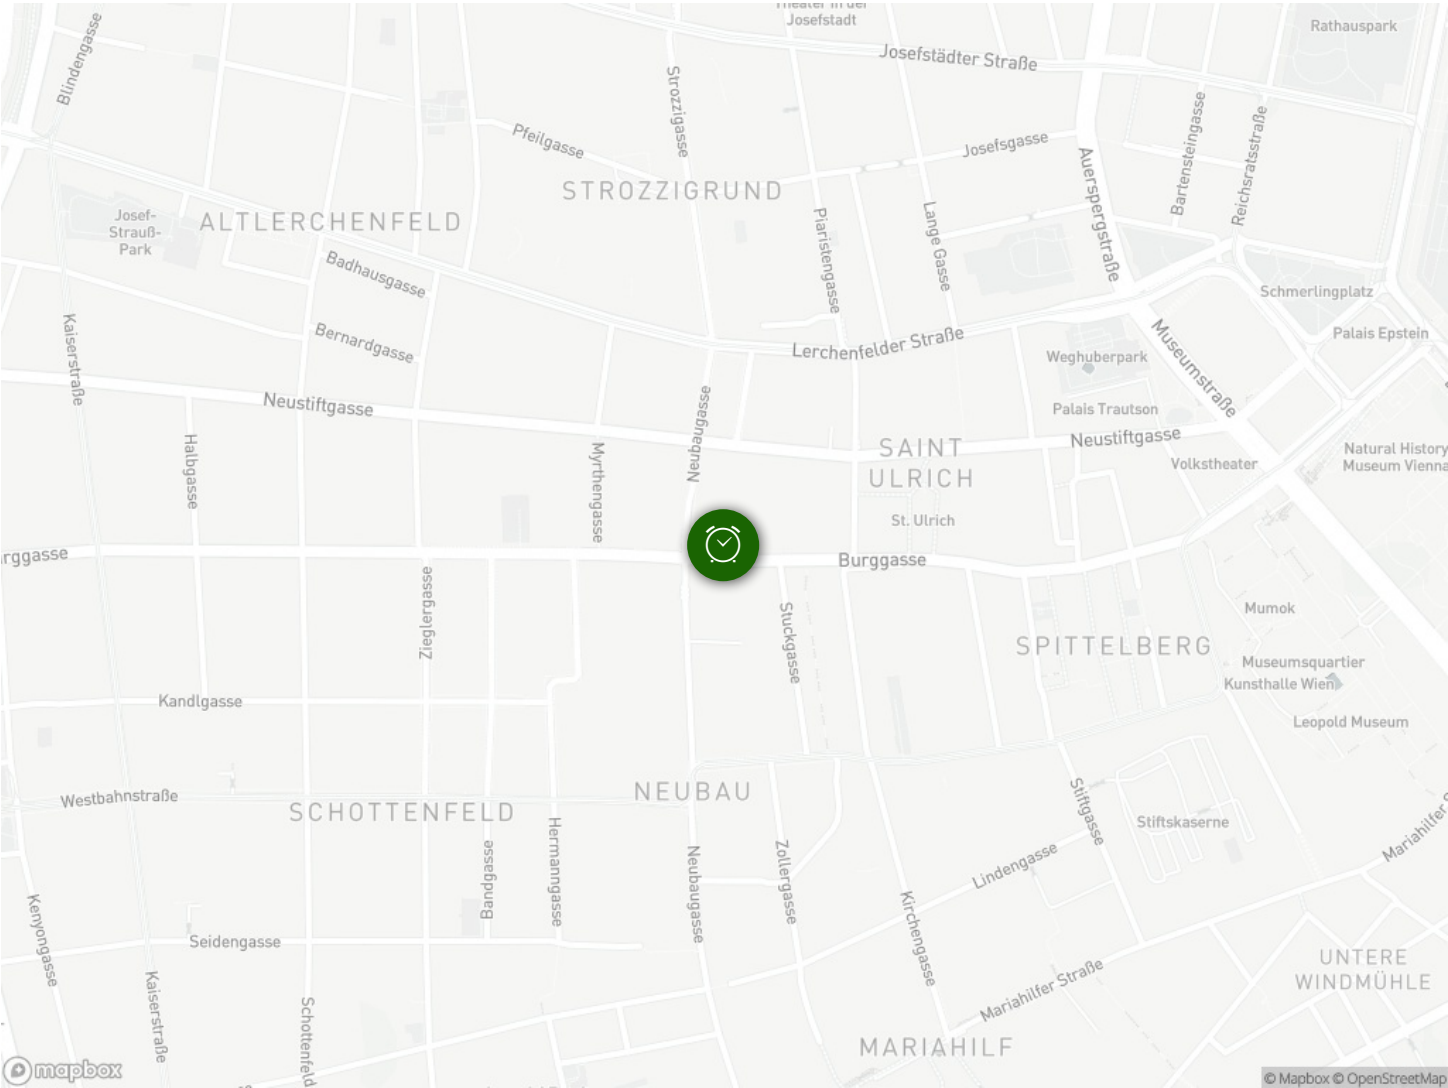 Theater in der
Josefstadt
Rathauspark
Blindengasse
Josefstädter Straße
Strozzigasse
Pfeilgasse
Josefsgasse
Bartensteingasse
Reichsratsstraße
Auerspergstraße
STROZZIGRUND
ALTLERCHENFELD
Josef-
Strauß-
Park
Piaristengasse
Lange Gasse
Badhausgasse
Schmerlingplatz
Kaiserstraße
Bernardgasse
Lerchenfelder Straße
Palais Epstein
Weghuberpark
Museumstraße
Neustiftgasse
Palais Trautson
Neubaugasse
Neustiftgasse
Halbgasse
Myrthengasse
SAINT
ULRICH
Volkstheater
Natural History
Museum Vienna
St. Ulrich
rggasse
Burggasse
Zieglergasse
Stuckgasse
Mumok
SPITTELBERG
Museumsquartier
Kunsthalle Wien
Kandlgasse
Leopold Museum
NEUBAU
Westbahnstraße
SCHOTTENFELD
Stiftgasse
Stiftskaserne
Hermanngasse
Bandgasse
Neubaugasse
Zollergasse
Lindengasse
Mariahilfer S
Kenyongasse
Kirchengasse
Seidengasse
Kaiserstraße
Schottenfeld
Mariahilfer Straße
UNTERE
WINDMÜHLE
MARIAHILF
mapbox
© Mapbox © OpenStreetMap